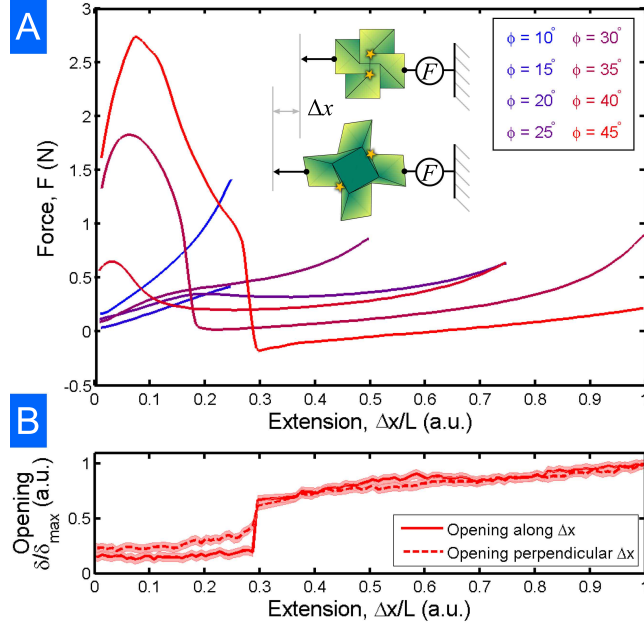 A
3
2.5
2
1.5
1
0.5
0
-0.5
Force, F (N)
Δx
F
F
ϕ = 10° ϕ = 30°
ϕ = 15° ϕ = 35°
ϕ = 20° ϕ = 40°
ϕ = 25° ϕ = 45°
0 0.1 0.2 0.3 0.4 0.5 0.6 0.7 0.8 0.9 1
Extension, Δx/L (a.u.)
B
1
0.5
0
Opening
δ/δmax (a.u.)
Opening along Δx
Opening perpendicular Δx
0 0.1 0.2 0.3 0.4 0.5 0.6 0.7 0.8 0.9 1
Extension, Δx/L (a.u.)